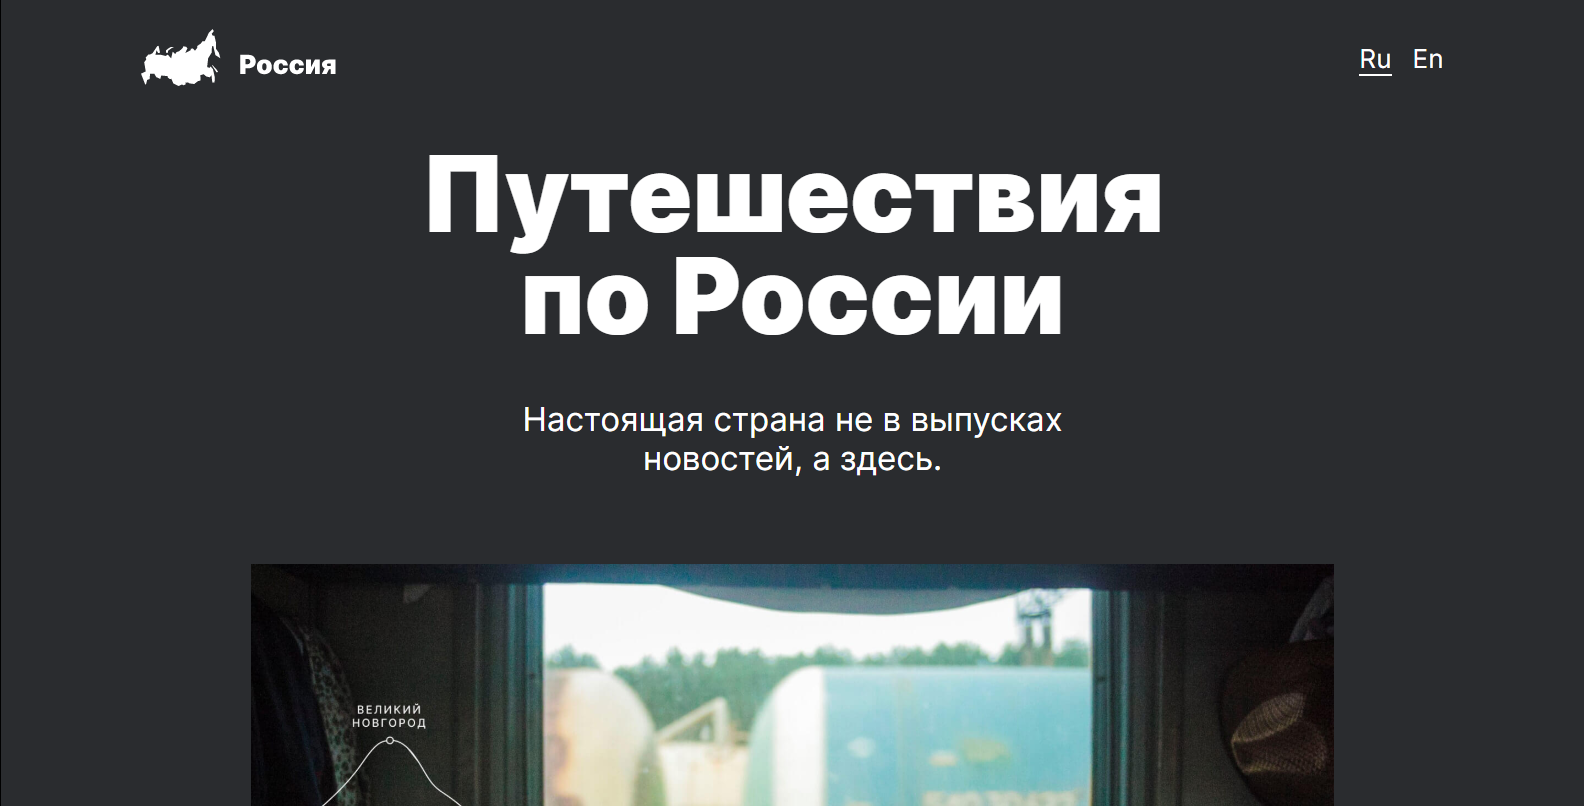 Россия
Ru En
Путешествия
по России
Настоящая страна не в выпусках
новостей, а здесь.
ВЕЛИКИЙ
НОВГОРОД